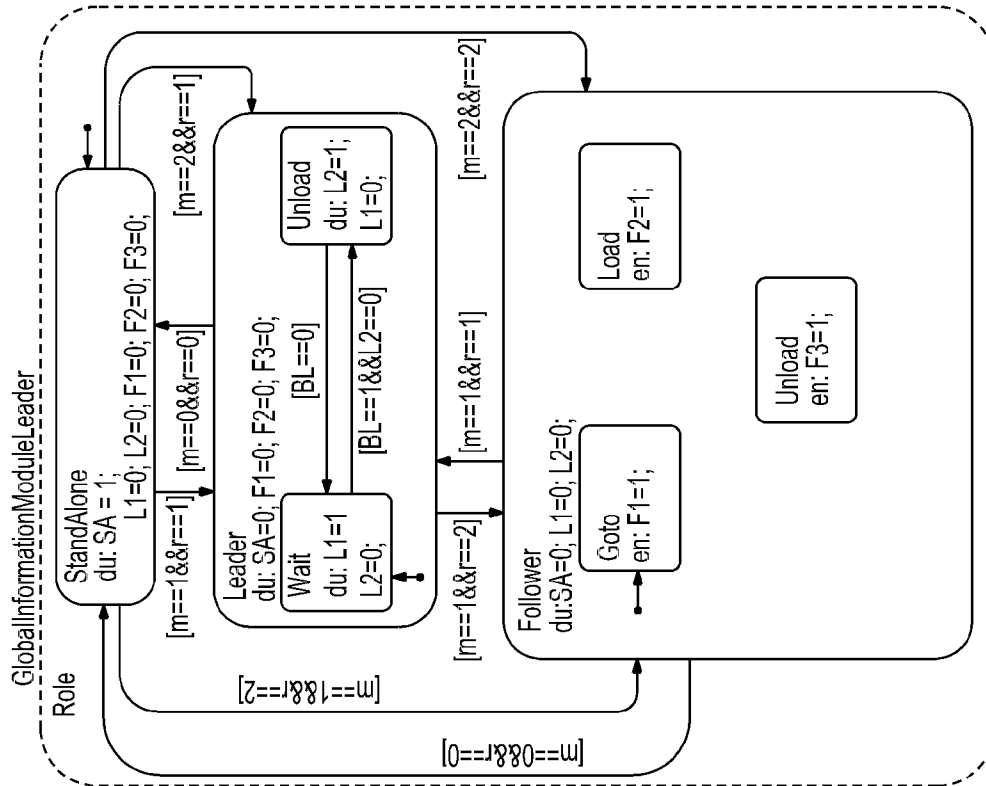 GlobalInformationModuleLeader
Role
StandAlone
du: SA = 1;
L1=0; L2=0; F1=0; F2=0; F3=0;
[m==1&&r==1]
[m==0&&r==0]
[m==2&&r==1]
Leader
du: SA=0; F1=0; F2=0; F3=0;
Wait
du: L1=1
L2=0;
[BL==0]
[BL==1&&L2==0]
Unload
du: L2=1;
L1=0;
[m==1&&r==2]
[m==1&&r==1]
[m==2&&r==2]
Follower
du:SA=0; L1=0; L2=0;
Goto
en: F1=1;
Load
en: F2=1;
Unload
en: F3=1;
[m==1&&r==2]
[m==0&&r==0]